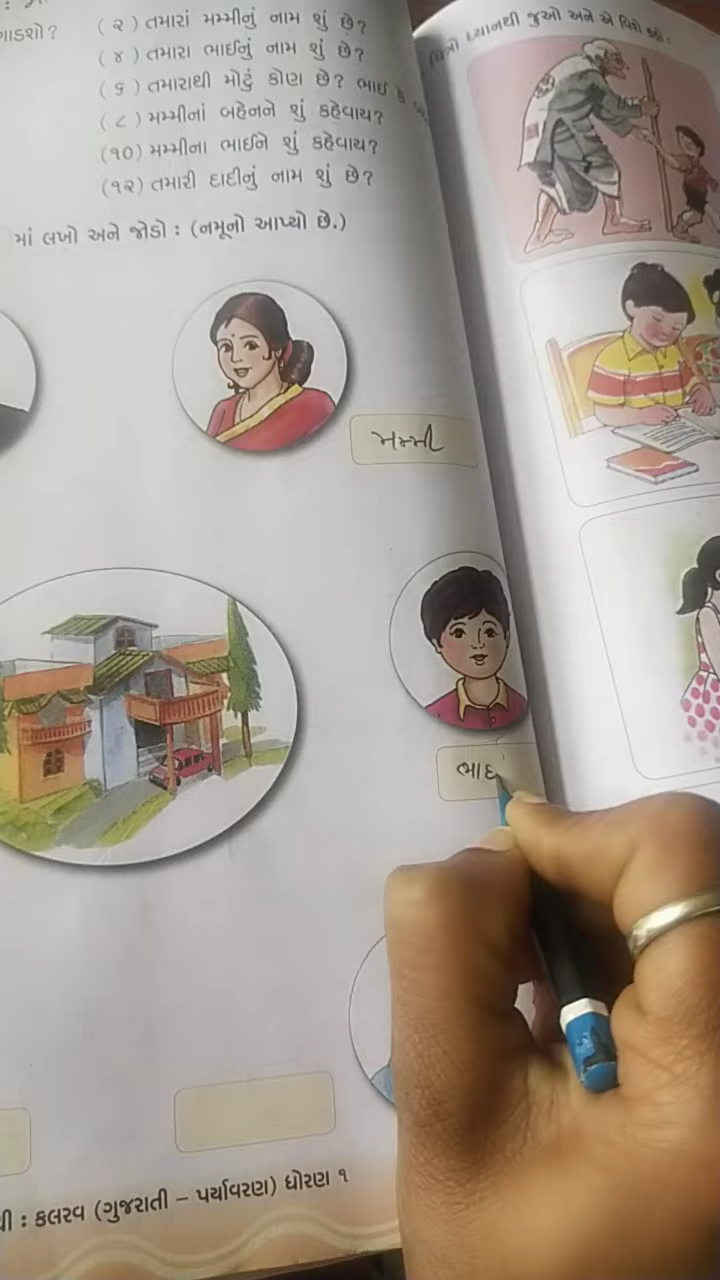 ગાડશો? (૨) તમારાં મમ્મીનું નામ શું છે?
(૪) તમારા ભાઈનું નામ શું છે?
(૬) તમારાથી મોટું કોણ છે? ભાઈ કે
(૮) મમ્મીનાં બહેનને શું કહેવાય?
(૧૦) મમ્મીના ભાઈને શું કહેવાય?
(૧૨) તમારી દાદીનું નામ શું છે?
માં લખો અને જોડો : (નમૂનો આપ્યો છે.)
મમ્મી
ભાઇ
કલરવ (ગુજરાતી – પર્યાવરણ) ધોરણ ૧
ચિત્રો ધ્યાનથી જુઓ અને એ વિશે કહો :